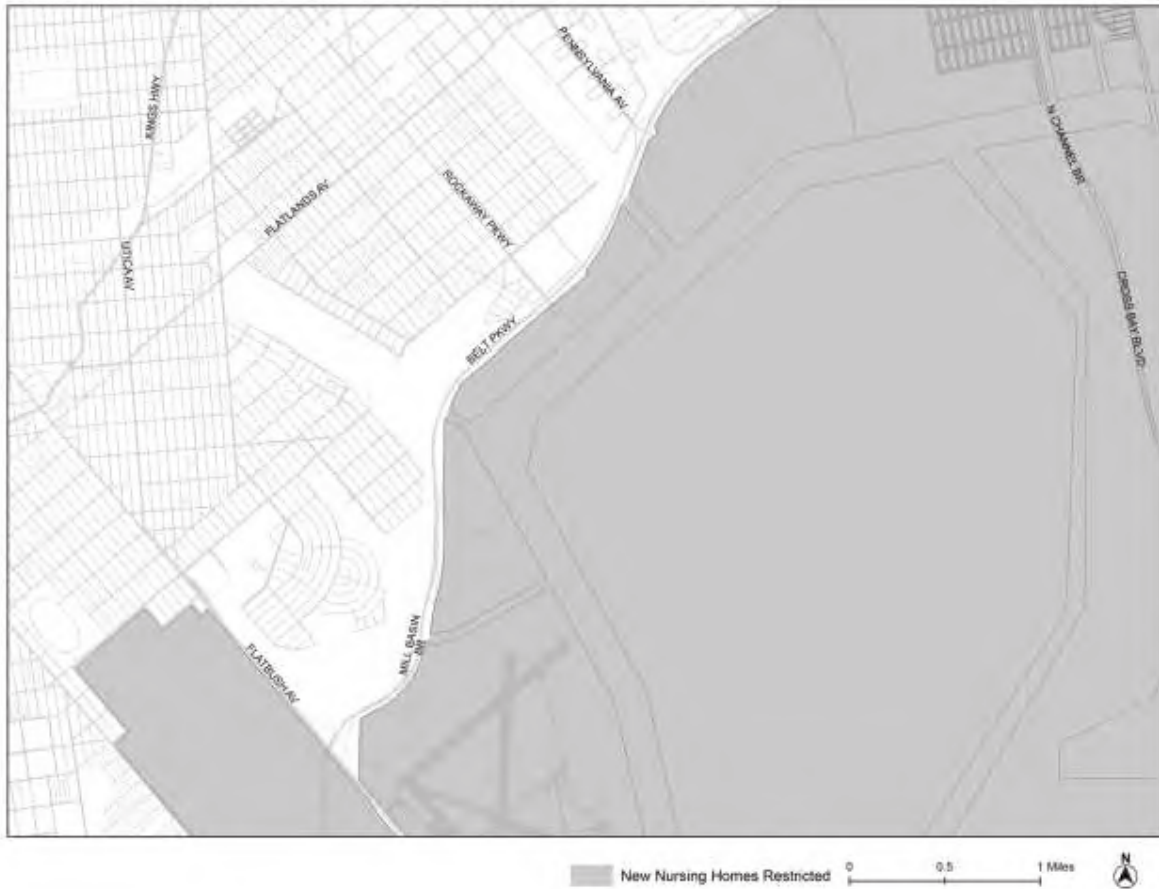 PENNSYLVANIA AV
KINGS HWY
N CHANNEL BR
FLATLANDS AV
ROCKAWAY PKWY
UTICA AV
CROSS BAY BLVD
BELT PKWY
MILL BASIN
BR
FLATBUSH AV
New Nursing Homes Restricted
0 0.5 1 Miles
N